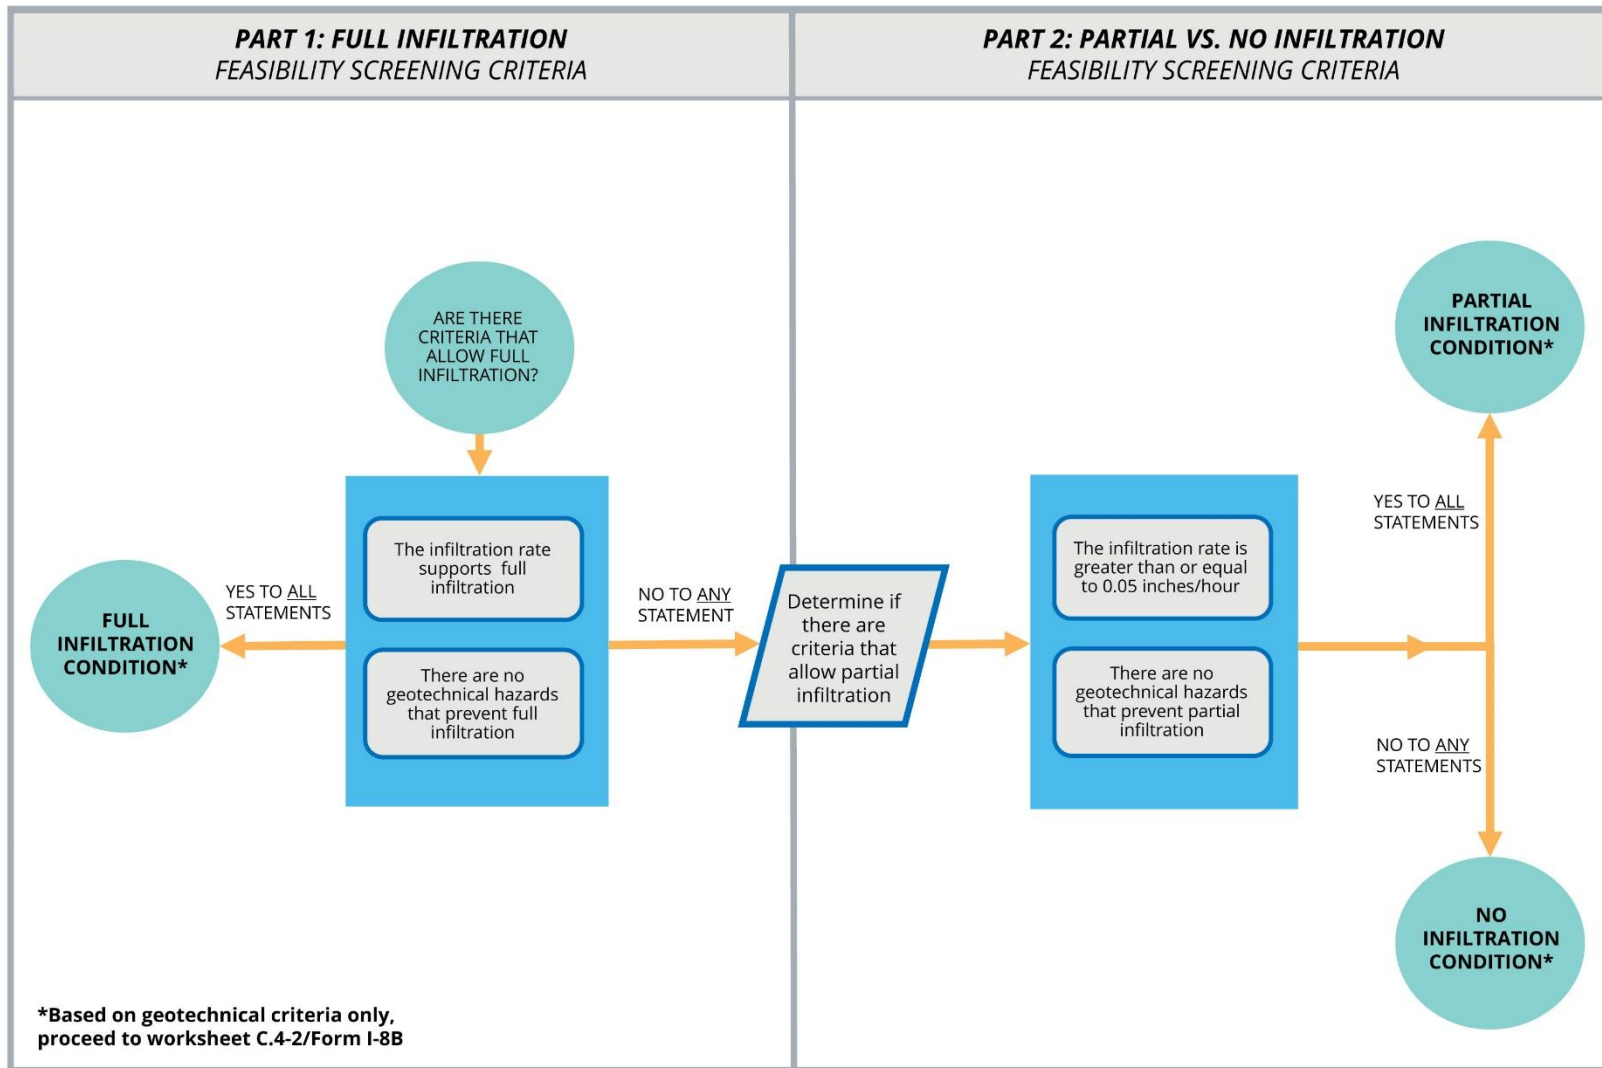 PART 1: FULL INFILTRATION
FEASIBILITY SCREENING CRITERIA
PART 2: PARTIAL VS. NO INFILTRATION
FEASIBILITY SCREENING CRITERIA
ARE THERE
CRITERIA THAT
ALLOW FULL
INFILTRATION?
The infiltration rate
supports full
infiltration
There are no
geotechnical hazards
that prevent full
infiltration
YES TO ALL
STATEMENTS
FULL
INFILTRATION
CONDITION*
NO TO ANY
STATEMENT
Determine if
there are
criteria that
allow partial
infiltration
The infiltration rate is
greater than or equal
to 0.05 inches/hour
There are no
geotechnical hazards
that prevent partial
infiltration
YES TO ALL
STATEMENTS
PARTIAL
INFILTRATION
CONDITION*
NO TO ANY
STATEMENTS
NO
INFILTRATION
CONDITION*
*Based on geotechnical criteria only,
proceed to worksheet C.4-2/Form I-8B